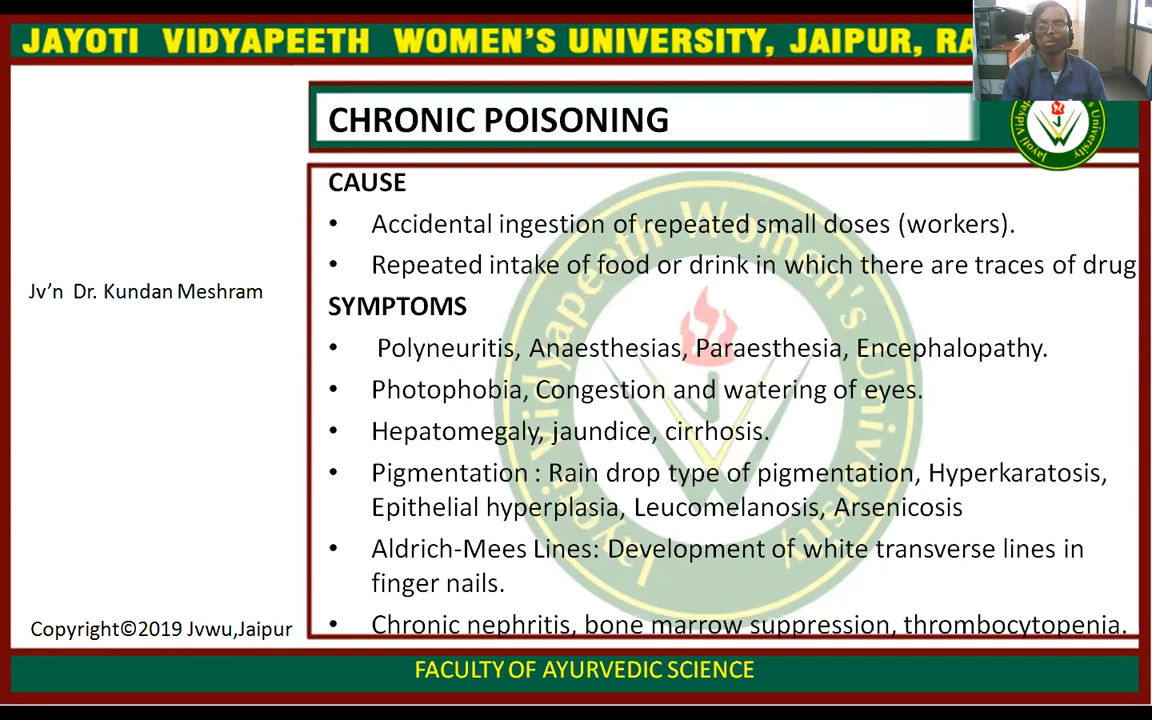 JAYOTI VIDYAPEETH WOMEN'S UNIVERSITY, JAIPUR,
CHRONIC POISONING
CAUSE
• Accidental ingestion of repeated small doses (workers).
• Repeated intake of food or drink in which there are traces of drug
Jv'n Dr. Kundan Meshram
SYMPTOMS
• Polyneuritis, Anaesthesias, Paraesthesia, Encephalopathy.
• Photophobia, Congestion and watering of eyes.
• Hepatomegaly, jaundice, cirrhosis.
• Pigmentation : Rain drop type of pigmentation, Hyperkaratosis,
Epithelial hyperplasia, Leucomelanosis, Arsenicosis
• Aldrich-Mees Lines: Development of white transverse lines in
finger nails.
• Chronic nephritis, bone marrow suppression, thrombocytopenia.
Copyright©2019 Jvwu,Jaipur
FACULTY OF AYURVEDIC SCIENCE
Jayoti Vidyapeeth Women's University